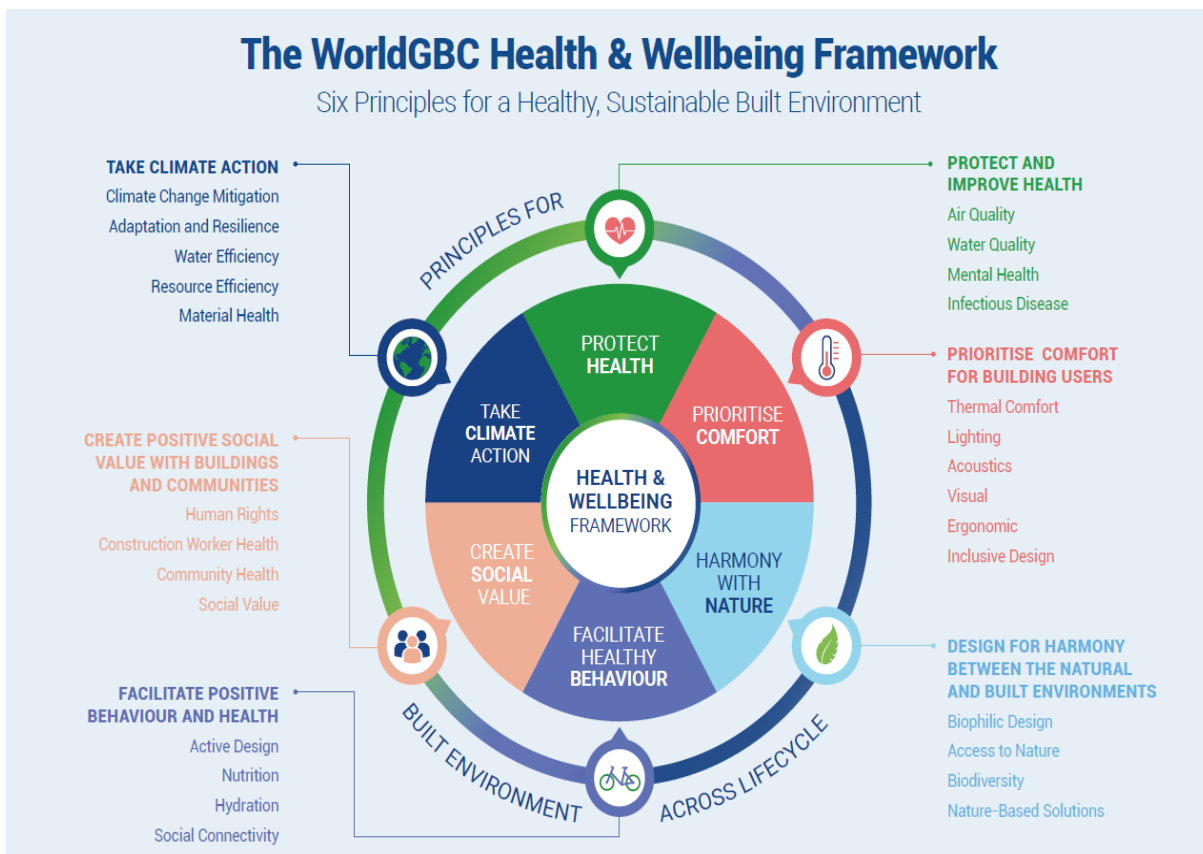 The WorldGBC Health & Wellbeing Framework
Six Principles for a Healthy, Sustainable Built Environment
TAKE CLIMATE ACTION
Climate Change Mitigation
Adaptation and Resilience
Water Efficiency
Resource Efficiency
Material Health
CREATE POSITIVE SOCIAL
VALUE WITH BUILDINGS
AND COMMUNITIES
Human Rights
Construction Worker Health
Community Health
Social Value
FACILITATE POSITIVE
BEHAVIOUR AND HEALTH
Active Design
Nutrition
Hydration
Social Connectivity
PRINCIPLES FOR
BUILT ENVIRONMENT
ACROSS LIFECYCLE
PROTECT
HEALTH
PRIORITISE
COMFORT
HARMONY
WITH
NATURE
FACILITATE
HEALTHY
BEHAVIOUR
CREATE
SOCIAL
VALUE
TAKE
CLIMATE
ACTION
HEALTH &
WELLBEING
FRAMEWORK
PROTECT AND
IMPROVE HEALTH
Air Quality
Water Quality
Mental Health
Infectious Disease
PRIORITISE COMFORT
FOR BUILDING USERS
Thermal Comfort
Lighting
Acoustics
Visual
Ergonomic
Inclusive Design
DESIGN FOR HARMONY
BETWEEN THE NATURAL
AND BUILT ENVIRONMENTS
Biophilic Design
Access to Nature
Biodiversity
Nature-Based Solutions